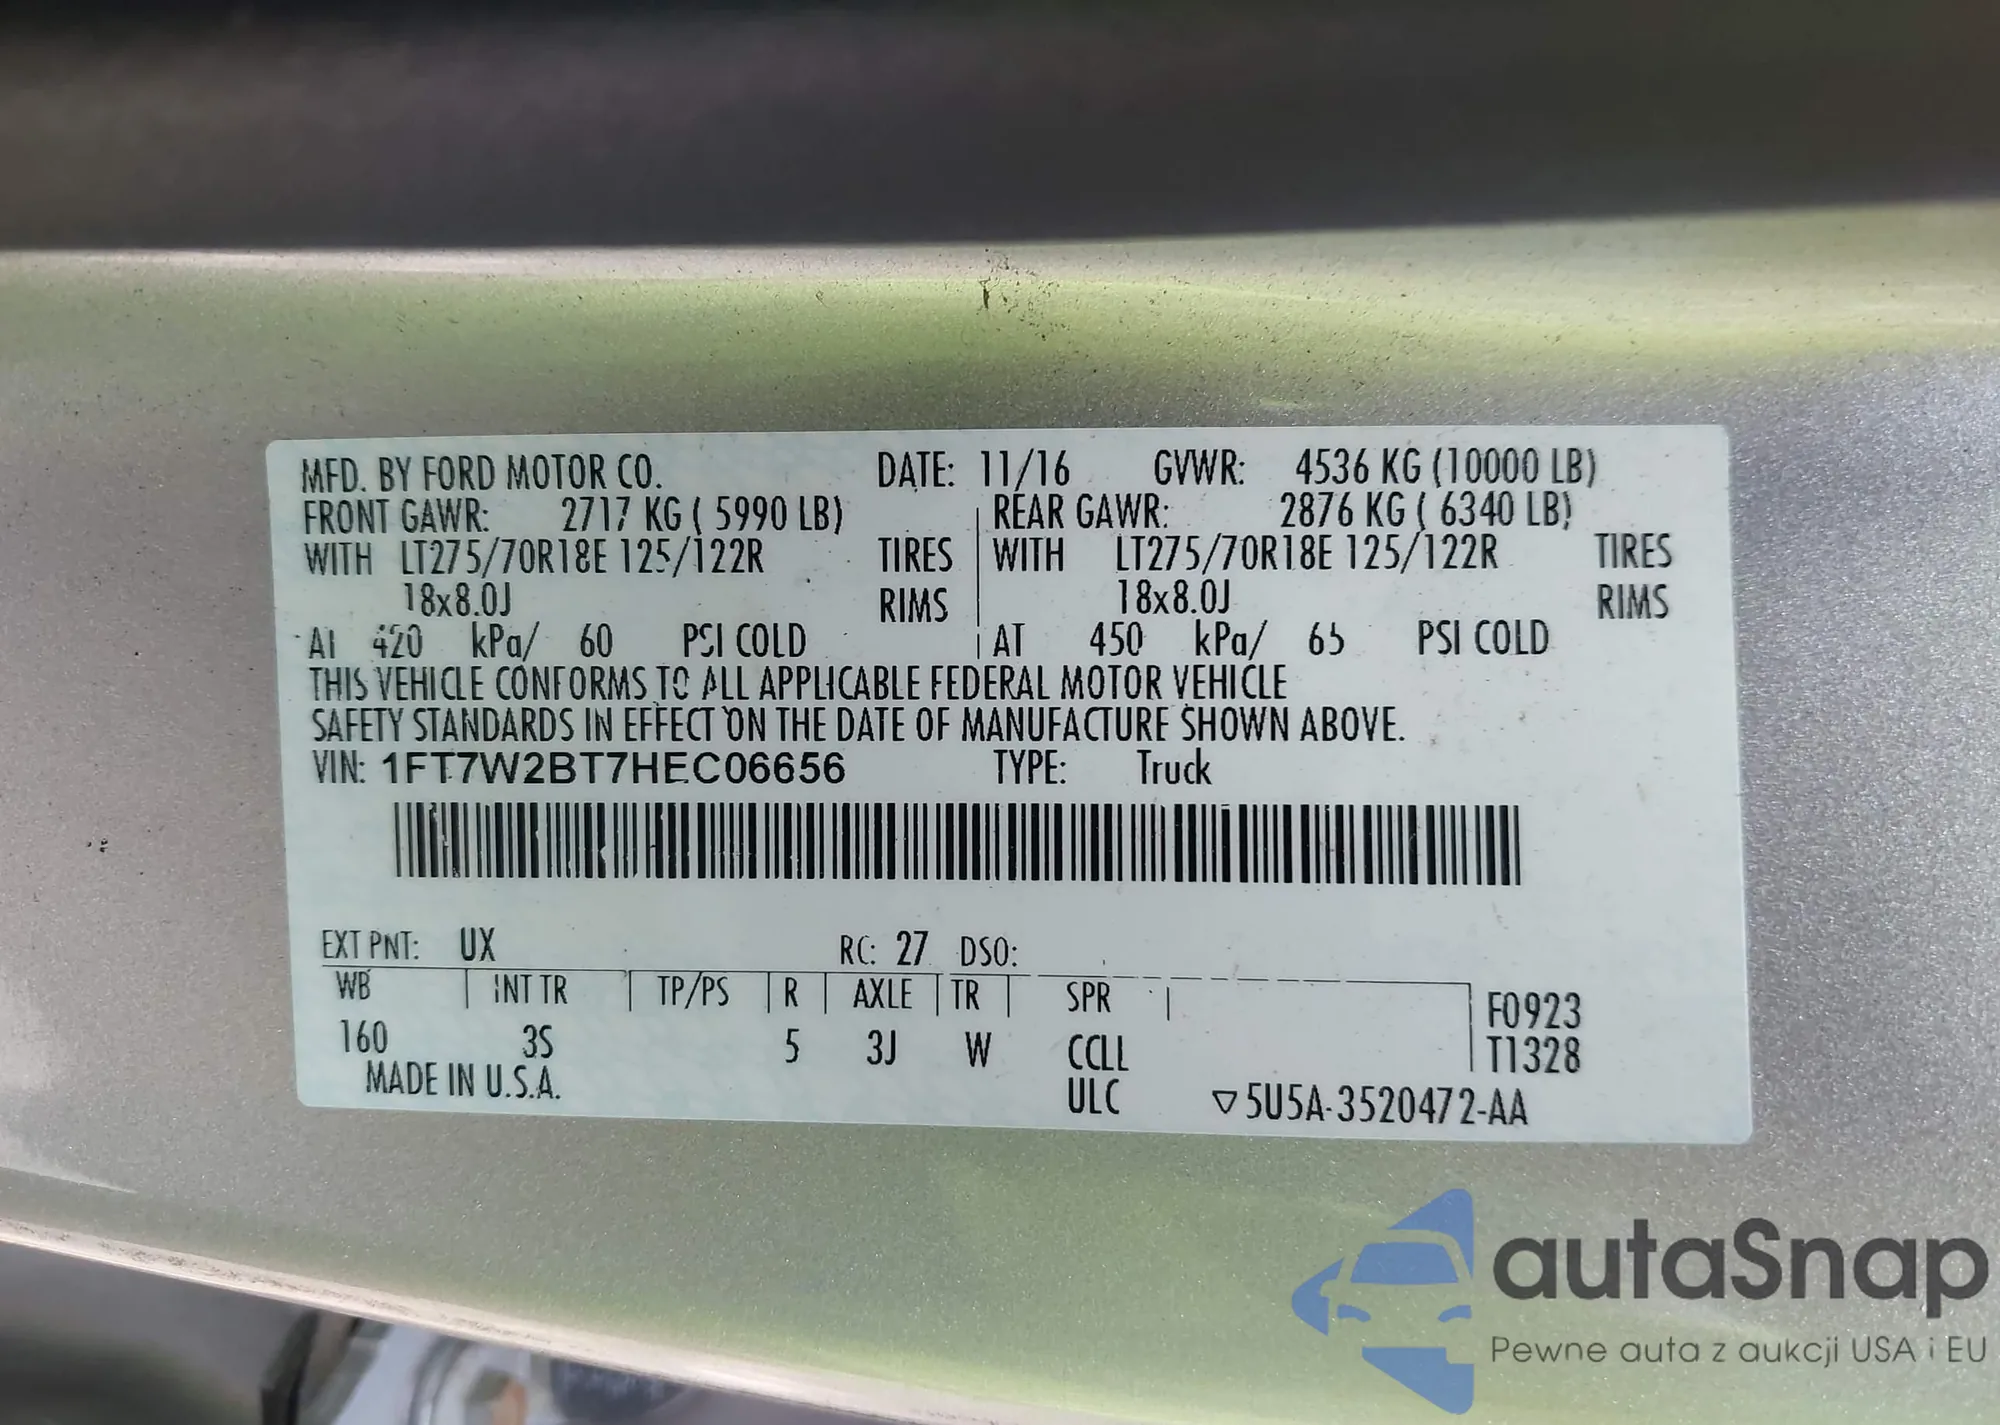 MFD. BY FORD MOTOR CO. DATE: 11/16 GVWR: 4536 KG (10000 LB)
FRONT GAWR: 2717 KG ( 5990 LB) REAR GAWR: 2876 KG ( 6340 LB)
WITH LT275/70R18E 125/122R TIRES WITH LT275/70R18E 125/122R TIRES
18x8.0J RIMS 18x8.0J RIMS
AT 420 kPa/ 60 PSI COLD AT 450 kPa/ 65 PSI COLD
THIS VEHICLE CONFORMS TO ALL APPLICABLE FEDERAL MOTOR VEHICLE
SAFETY STANDARDS IN EFFECT ON THE DATE OF MANUFACTURE SHOWN ABOVE.
VIN: 1FT7W2BT7HEC06656 TYPE: Truck
EXT PNT: UX RC: 27 DSO:
WB INT TR TP/PS R AXLE TR SPR F0923
160 3S 5 3J W CCLL T1328
MADE IN U.S.A. ULC ▽5U5A-3520472-AA
autaSnap
Pewne auta z aukcji USA i EU